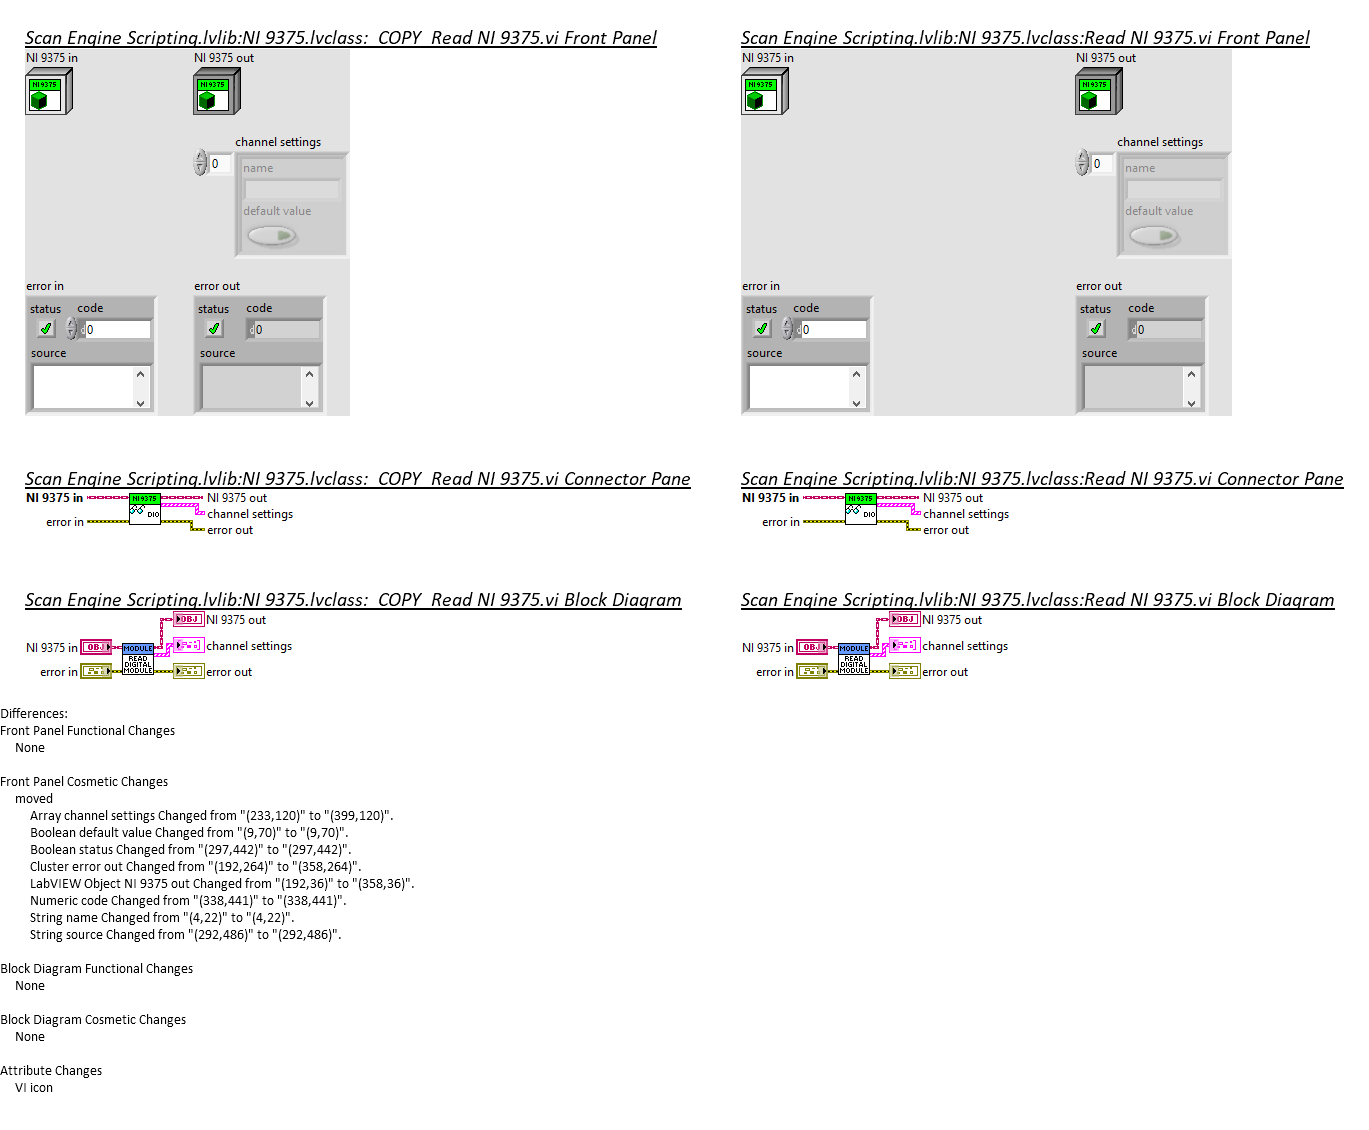 Scan Engine Scripting.lvlib:NI 9375.lvclass:_COPY_Read NI 9375.vi Front Panel
NI 9375 in
NI 9375 out
NI 9375
NI 9375
channel settings
0
name
default value
error in
error out
status
code
status
code
d 0
d 0
source
source
Scan Engine Scripting.lvlib:NI 9375.lvclass:Read NI 9375.vi Front Panel
NI 9375 in
NI 9375 out
NI 9375
NI 9375
channel settings
0
name
default value
error in
error out
status
code
status
code
d 0
d 0
source
source
Scan Engine Scripting.lvlib:NI 9375.lvclass:_COPY_Read NI 9375.vi Connector Pane
NI 9375 in
NI 9375
NI 9375 out
DIO
channel settings
error in
error out
Scan Engine Scripting.lvlib:NI 9375.lvclass:Read NI 9375.vi Connector Pane
NI 9375 in
NI 9375
NI 9375 out
DIO
channel settings
error in
error out
Scan Engine Scripting.lvlib:NI 9375.lvclass:_COPY_Read NI 9375.vi Block Diagram
OBJ
NI 9375 out
NI 9375 in
OBJ
MODULE
READ
DIGITAL
MODULE
channel settings
error in
error out
Scan Engine Scripting.lvlib:NI 9375.lvclass:Read NI 9375.vi Block Diagram
OBJ
NI 9375 out
NI 9375 in
OBJ
MODULE
READ
DIGITAL
MODULE
channel settings
error in
error out
Differences:
Front Panel Functional Changes
None
Front Panel Cosmetic Changes
moved
Array channel settings Changed from "(233,120)" to "(399,120)".
Boolean default value Changed from "(9,70)" to "(9,70)".
Boolean status Changed from "(297,442)" to "(297,442)".
Cluster error out Changed from "(192,264)" to "(358,264)".
LabVIEW Object NI 9375 out Changed from "(192,36)" to "(358,36)".
Numeric code Changed from "(338,441)" to "(338,441)".
String name Changed from "(4,22)" to "(4,22)".
String source Changed from "(292,486)" to "(292,486)".
Block Diagram Functional Changes
None
Block Diagram Cosmetic Changes
None
Attribute Changes
VI icon